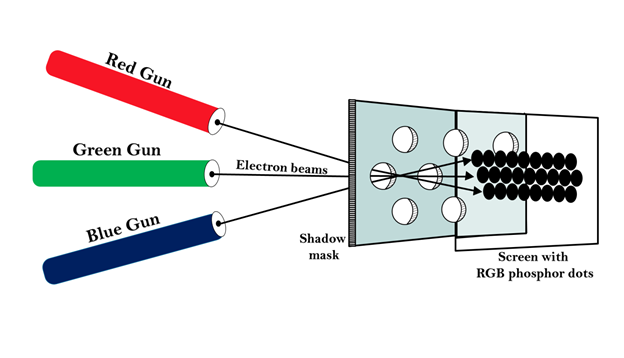 Red Gun
Green Gun
Electron beams
Blue Gun
Shadow
mask
Screen with
RGB phosphor dots